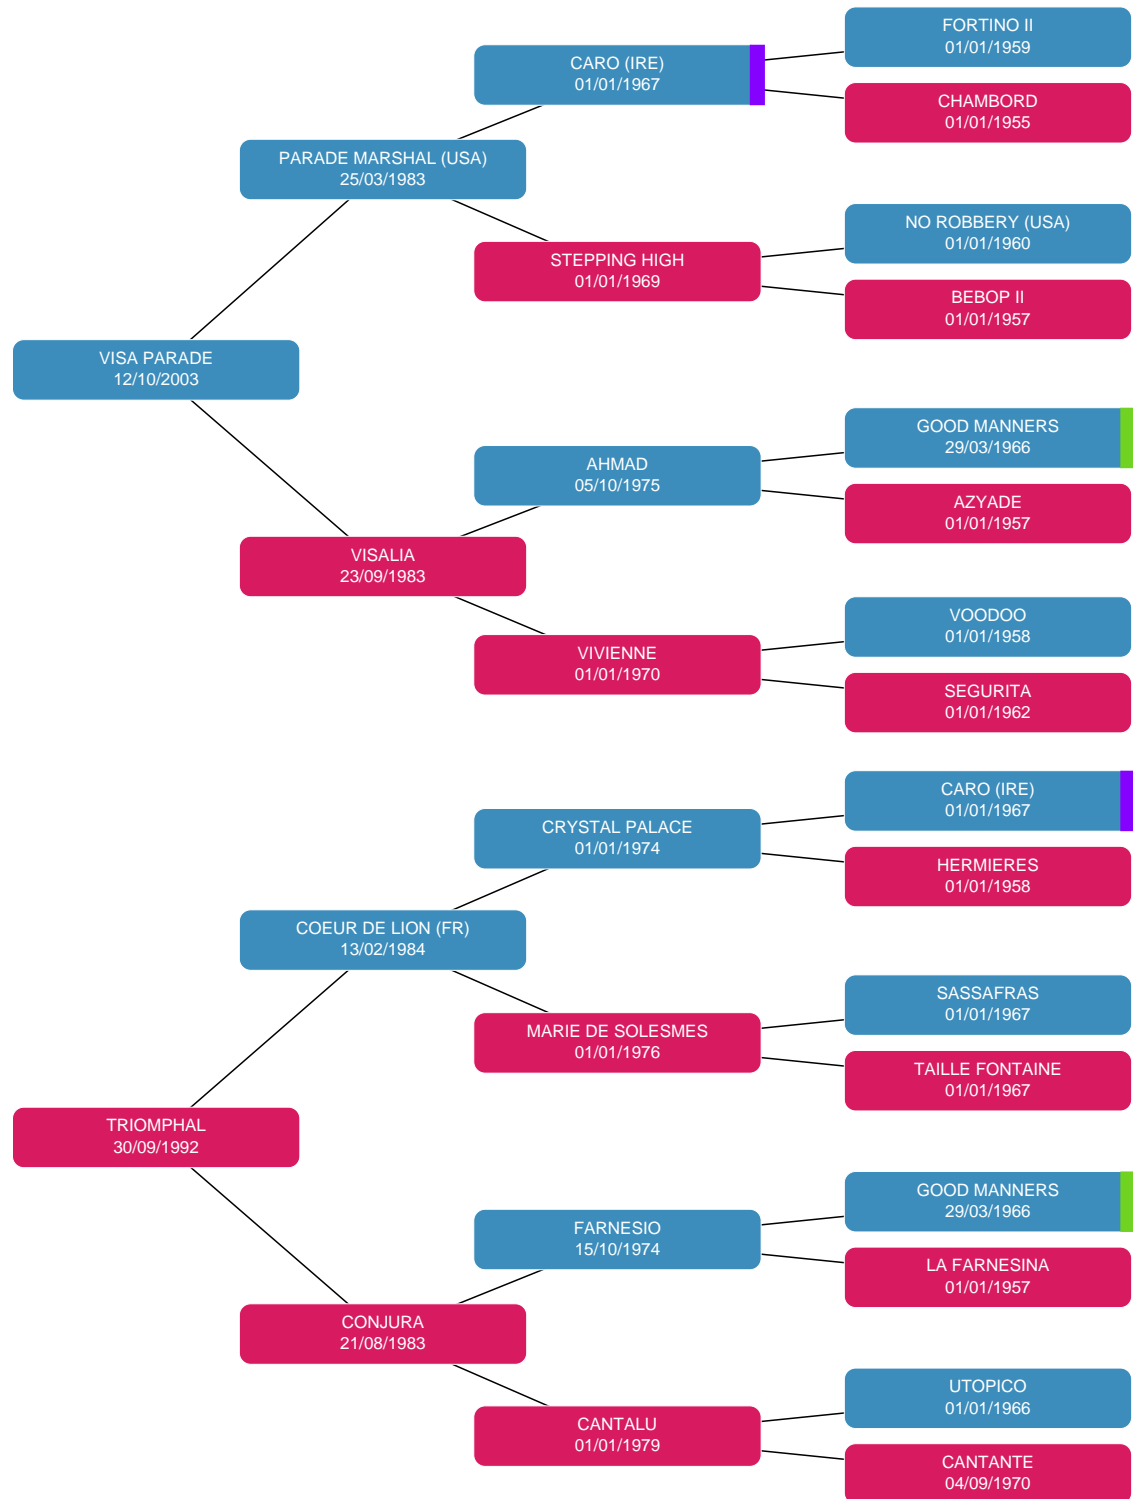 FORTINO II
01/01/1959
CARO (IRE)
01/01/1967
CHAMBORD
01/01/1955
PARADE MARSHAL (USA)
25/03/1983
NO ROBBERY (USA)
01/01/1960
STEPPING HIGH
01/01/1969
BEBOP II
01/01/1957
VISA PARADE
12/10/2003
GOOD MANNERS
29/03/1966
AHMAD
05/10/1975
AZYADE
01/01/1957
VISALIA
23/09/1983
VOODOO
01/01/1958
VIVIENNE
01/01/1970
SEGURITA
01/01/1962
CARO (IRE)
01/01/1967
CRYSTAL PALACE
01/01/1974
HERMIERES
01/01/1958
COEUR DE LION (FR)
13/02/1984
SASSAFRAS
01/01/1967
MARIE DE SOLESMES
01/01/1976
TAILLE FONTAINE
01/01/1967
TRIOMPHAL
30/09/1992
GOOD MANNERS
29/03/1966
FARNESIO
15/10/1974
LA FARNESINA
01/01/1957
CONJURA
21/08/1983
UTOPICO
01/01/1966
CANTALU
01/01/1979
CANTANTE
04/09/1970